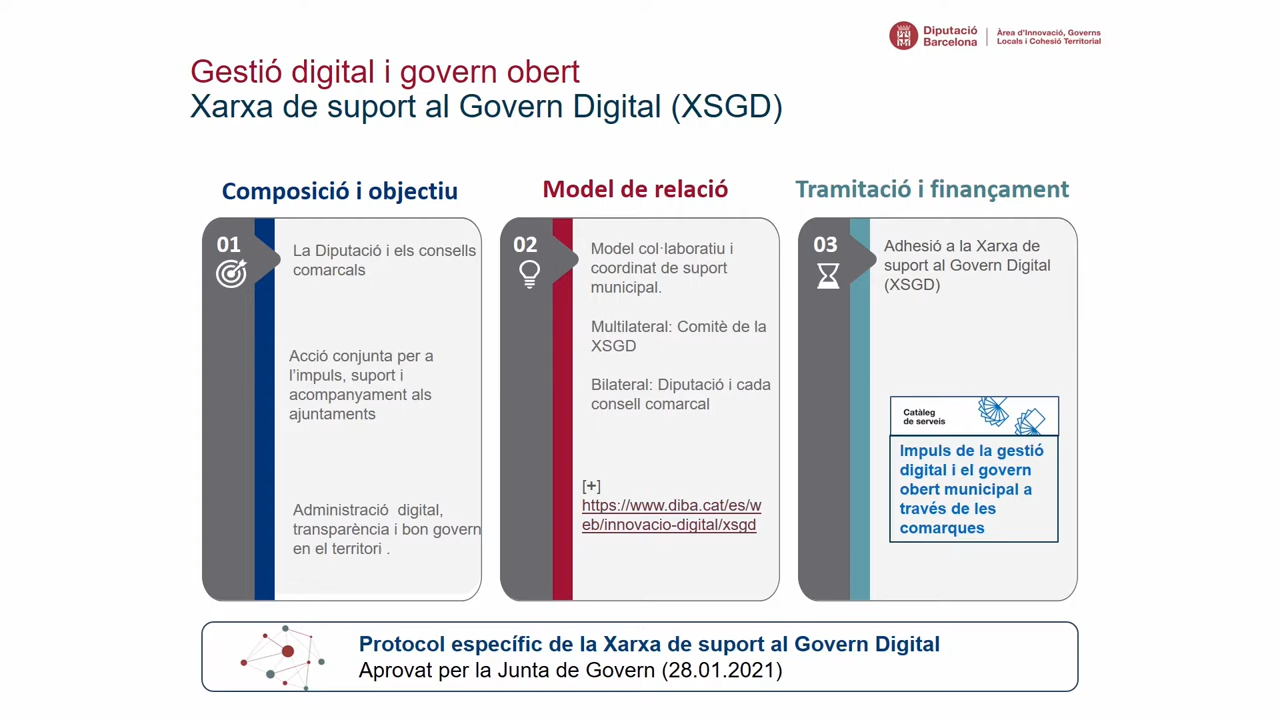 Diputació
Barcelona
Àrea d'Innovació, Governs
Locals i Cohesió Territorial
Gestió digital i govern obert
Xarxa de suport al Govern Digital (XSGD)
Composició i objectiu
01
La Diputació i els consells
comarcals
Acció conjunta per a
l'impuls, suport i
acompanyament als
ajuntaments
Administració  digital,
transparència i bon govern
en el territori .
Model de relació
02
Model col·laboratiu i
coordinat de suport
municipal.
Multilateral: Comitè de la
XSGD
Bilateral: Diputació i cada
consell comarcal
[+]
https://www.diba.cat/es/w
eb/innovacio-digital/xsgd
Tramitació i finançament
03
Adhesió a la Xarxa de
suport al Govern Digital
(XSGD)
Catàleg
de serveis
Impuls de la gestió
digital i el govern
obert municipal a
través de les
comarques
Protocol específic de la Xarxa de suport al Govern Digital
Aprovat per la Junta de Govern (28.01.2021)